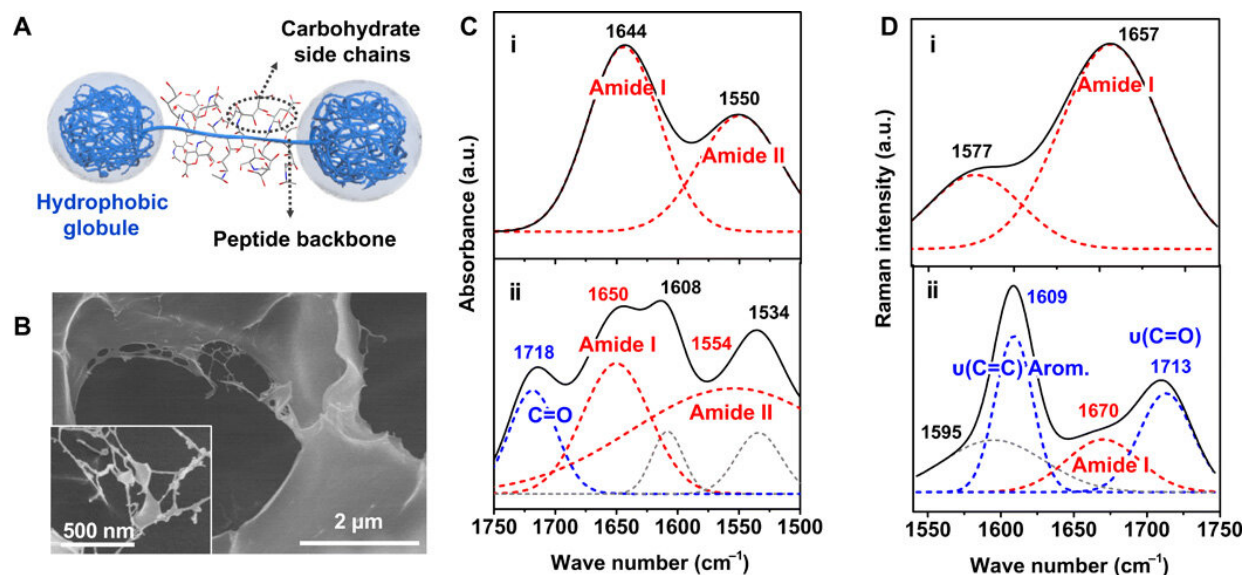 A
Carbohydrate
side chains
Hydrophobic
globule
Peptide backbone
B
500 nm
2 µm
C
i
1644
Amide I
1550
Amide II
Absorbance (a.u.)
ii
1718
C=O
1650
Amide I
1608
1554
Amide II
1534
1750 1700 1650 1600 1550 1500
Wave number (cm⁻¹)
D
i
1657
Amide I
1577
Raman intensity (a.u.)
ii
1609
υ(C=C) Arom.
υ(C=O)
1713
1595
1670
Amide I
1550 1600 1650 1700 1750
Wave number (cm⁻¹)